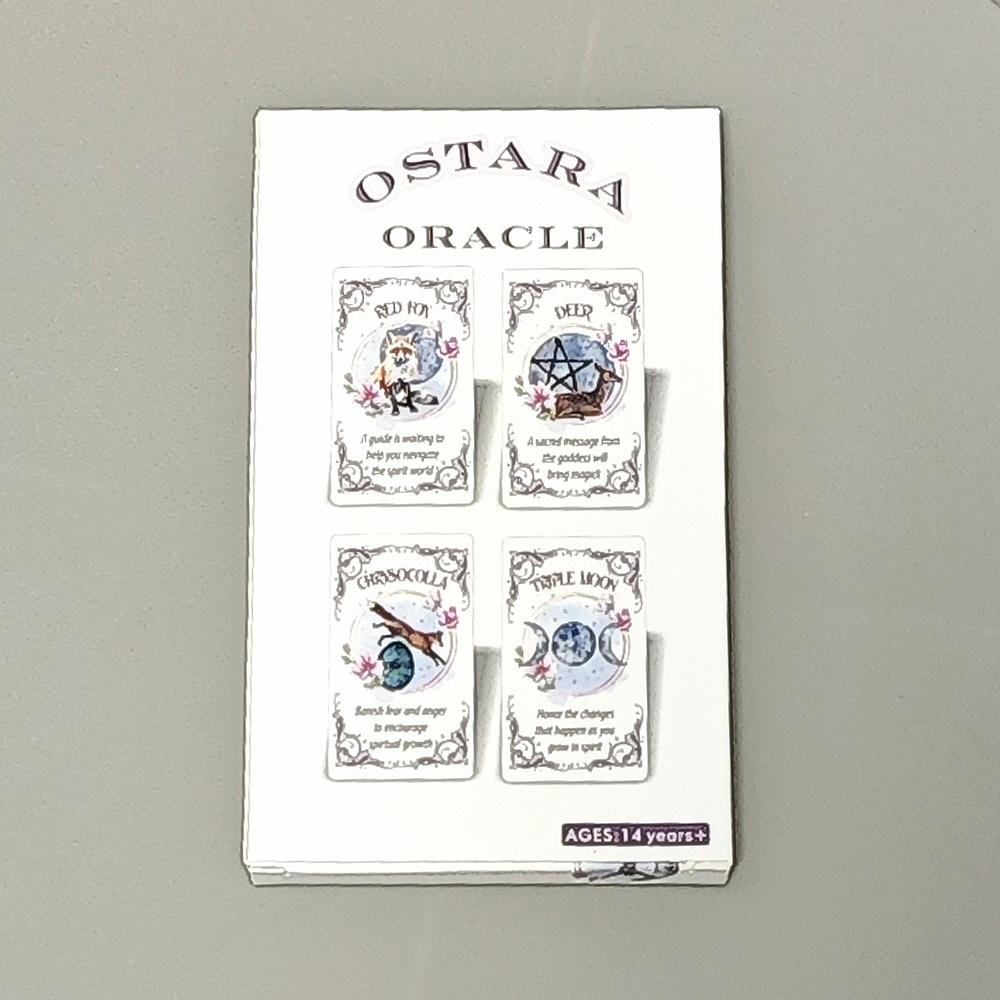 OSTARA
ORACLE
RED FOX
A guide is waiting to
help you navigate
the spirit world
DEER
A sacred message from
the goddess will
bring magick
CHRYSOCOLLA
Banish fear and anger
to encourage
spiritual growth
TRIPLE MOON
Honor the changes
that happen as you
grow in spirit
AGES:14 years+